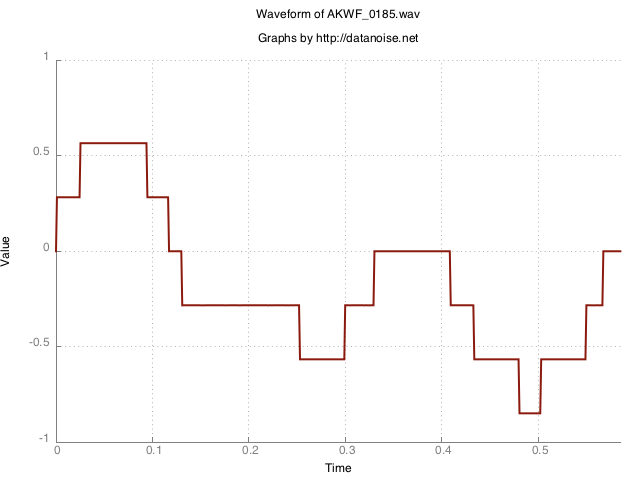 Waveform of AKWF_0185.wav
Graphs by http://datanoise.net
1
0.5
0
-0.5
-1
Value
0 0.1 0.2 0.3 0.4 0.5
Time